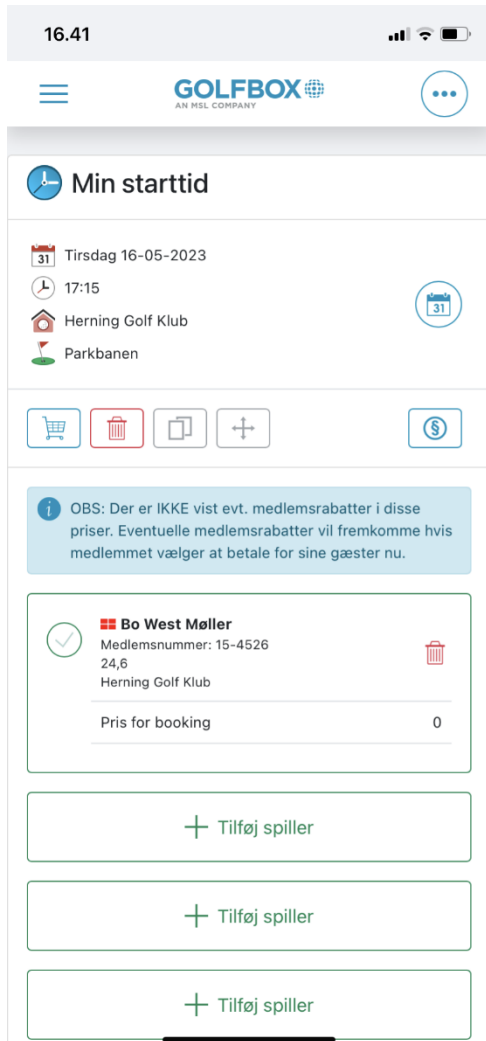 16.41
GOLFBOX
AN MSL COMPANY
Min starttid
31 Tirsdag 16-05-2023
17:15
31
Herning Golf Klub
Parkbanen
§
i OBS: Der er IKKE vist evt. medlemsrabatter i disse
priser. Eventuelle medlemsrabatter vil fremkomme hvis
medlemmet vælger at betale for sine gæster nu.
Bo West Møller
Medlemsnummer: 15-4526
24,6
Herning Golf Klub
Pris for booking 0
+ Tilføj spiller
+ Tilføj spiller
+ Tilføj spiller